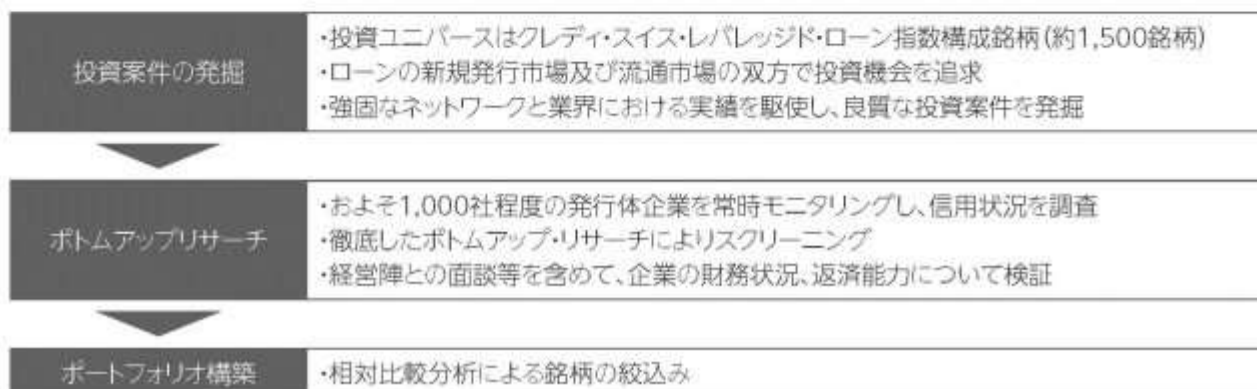 投資案件の発掘
・投資ユニバースはクレディ・スイス・レバレッジド・ローン指数構成銘柄(約1,500銘柄)
・ローンの新規発行市場及び流通市場の双方で投資機会を追求
・強固なネットワークと業界における実績を駆使し、良質な投資案件を発掘
ボトムアップリサーチ
・およそ1,000社程度の発行体企業を常時モニタリングし、信用状況を調査
・徹底したボトムアップ・リサーチによりスクリーニング
・経営陣との面談等を含めて、企業の財務状況、返済能力について検証
ポートフォリオ構築
・相対比較分析による銘柄の絞込み